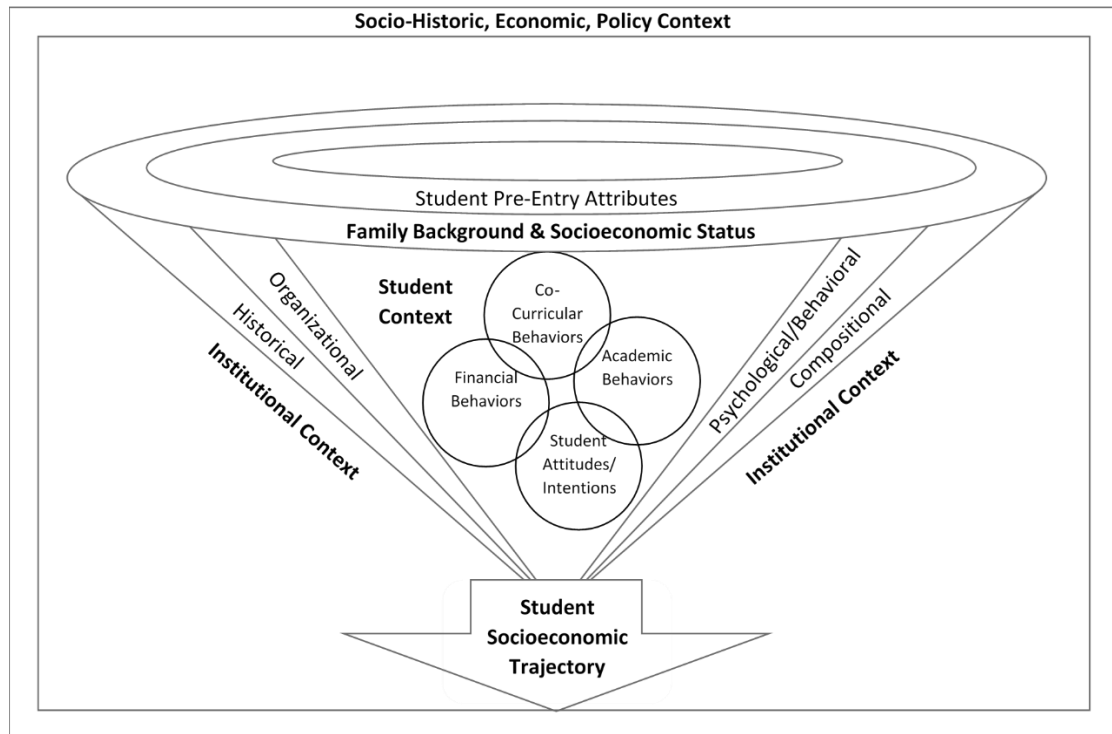 Socio-Historic, Economic, Policy Context
Student Pre-Entry Attributes
Family Background & Socioeconomic Status
Historical
Organizational
Institutional Context
Student
Context
Co-
Curricular
Behaviors
Academic
Behaviors
Financial
Behaviors
Student
Attitudes/
Intentions
Psychological/Behavioral
Compositional
Institutional Context
Student
Socioeconomic
Trajectory